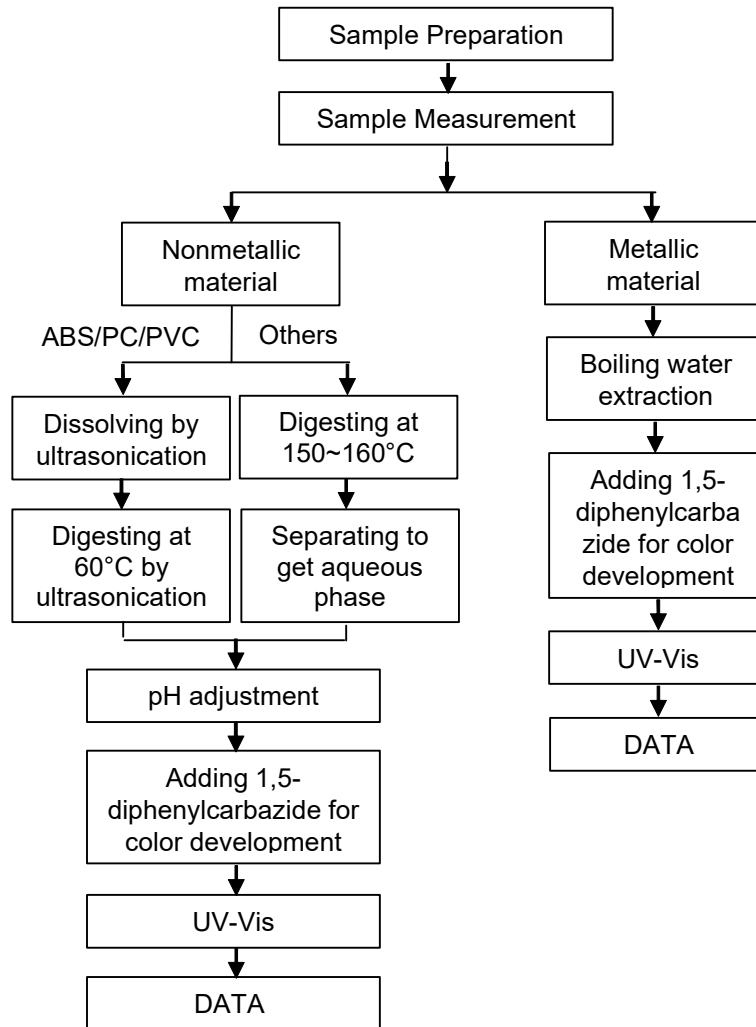 Sample Preparation
Sample Measurement
Nonmetallic
material
Metallic
material
ABS/PC/PVC
Others
Boiling water
extraction
Dissolving by
ultrasonication
Digesting at
150~160°C
Adding 1,5-
diphenylcarba
zide for color
development
Digesting at
60°C by
ultrasonication
Separating to
get aqueous
phase
UV-Vis
pH adjustment
DATA
Adding 1,5-
diphenylcarbazide for
color development
UV-Vis
DATA